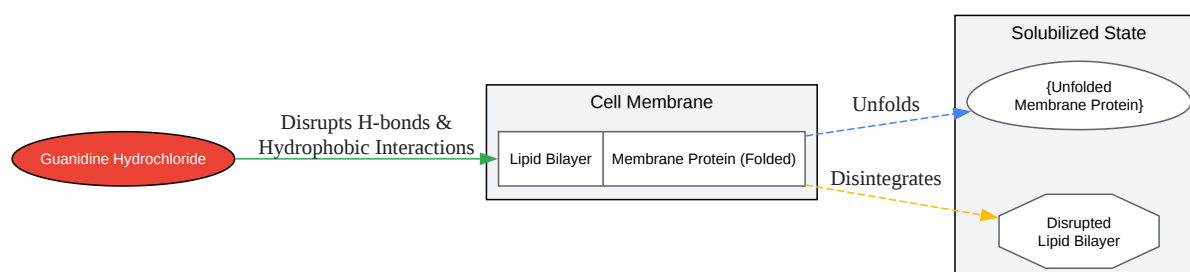 Guanidine Hydrochloride
Disrupts H-bonds &
Hydrophobic Interactions
Cell Membrane
Lipid Bilayer
Membrane Protein (Folded)
Unfolds
Disintegrates
Solubilized State
{Unfolded
Membrane Protein}
Disrupted
Lipid Bilayer